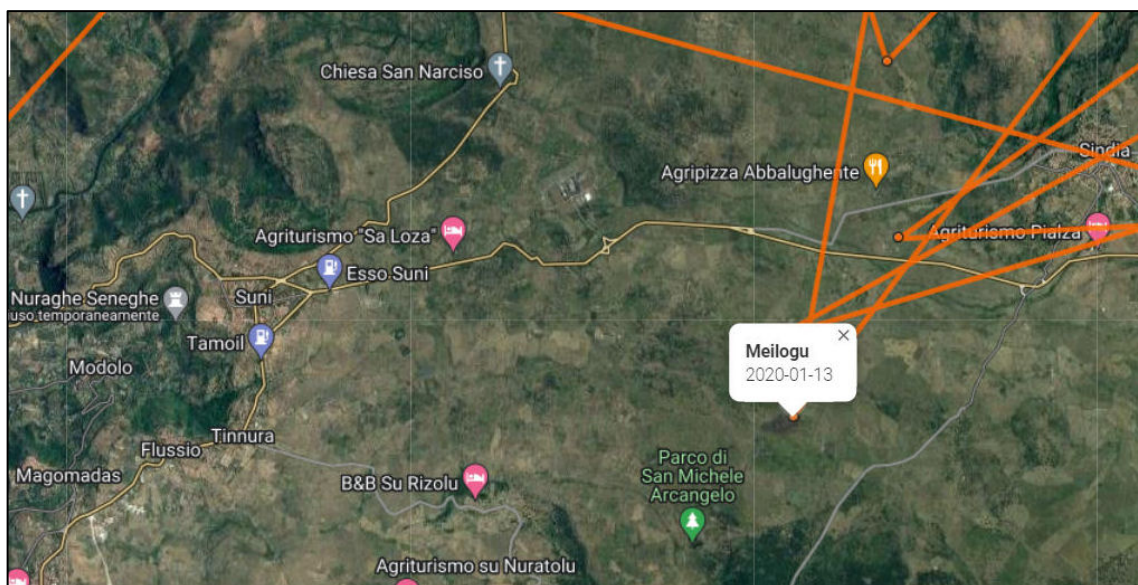 Chiesa San Narciso
Agripizza Abbalughente
Sindia
Agriturismo "Sa Loza"
Agriturismo Pialza
Esso Suni
Nuraghe Seneghe
uso temporaneamente
Suni
Tamoil
Modolo
Meilogu
2020-01-13
Tinnura
Flussio
Magomadas
B&B Su Rizolu
Parco di
San Michele
Arcangelo
Agriturismo su Nuratolu